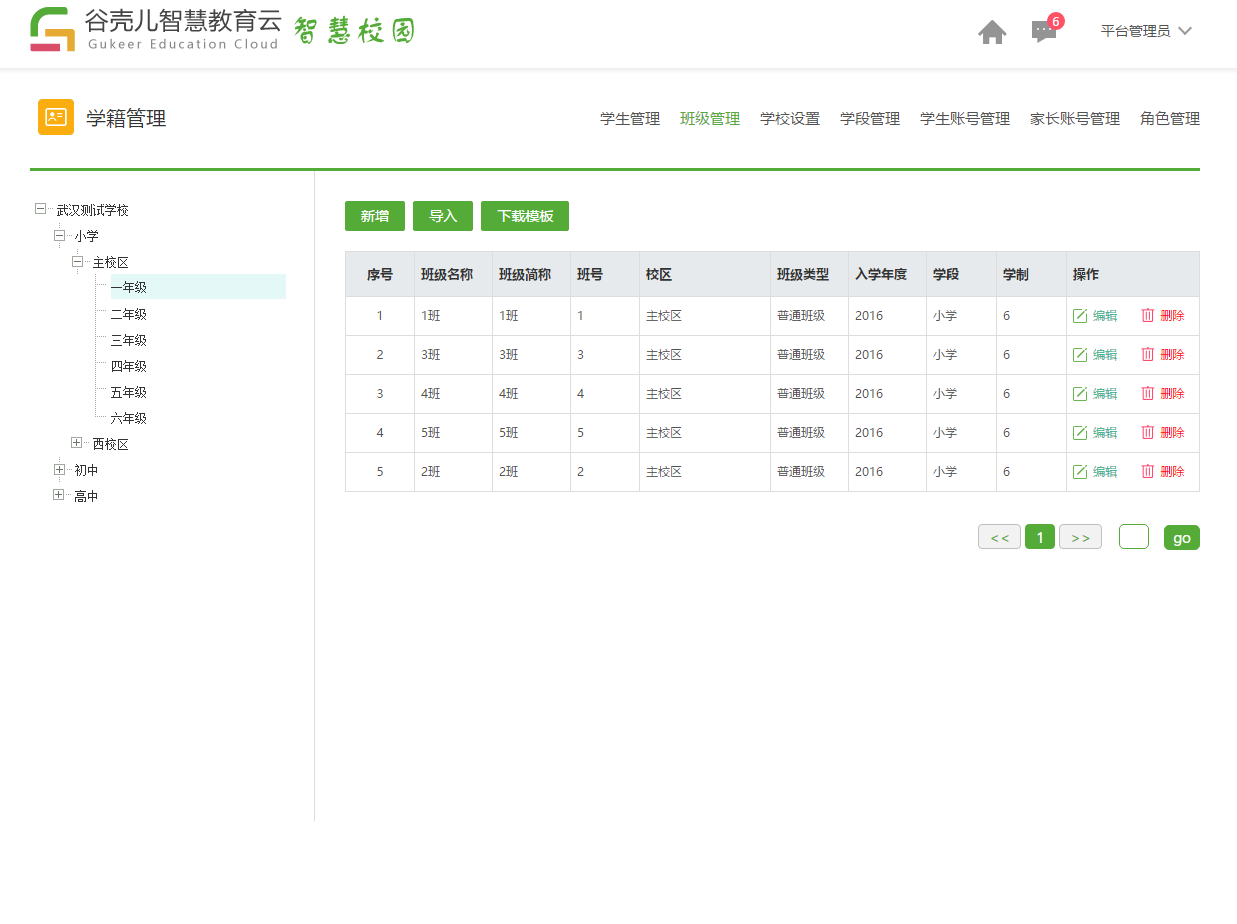 谷壳儿智慧教育云 智慧校园
Gukeer Education Cloud
6
平台管理员
学籍管理
学生管理 班级管理 学校设置 学段管理 学生账号管理 家长账号管理 角色管理
武汉测试学校
小学
主校区
一年级
二年级
三年级
四年级
五年级
六年级
西校区
初中
高中
新增 导入 下载模板
序号 班级名称 班级简称 班号 校区 班级类型 入学年度 学段 学制 操作
1 1班 1班 1 主校区 普通班级 2016 小学 6 编辑 删除
2 3班 3班 3 主校区 普通班级 2016 小学 6 编辑 删除
3 4班 4班 4 主校区 普通班级 2016 小学 6 编辑 删除
4 5班 5班 5 主校区 普通班级 2016 小学 6 编辑 删除
5 2班 2班 2 主校区 普通班级 2016 小学 6 编辑 删除
<< 1 >> go